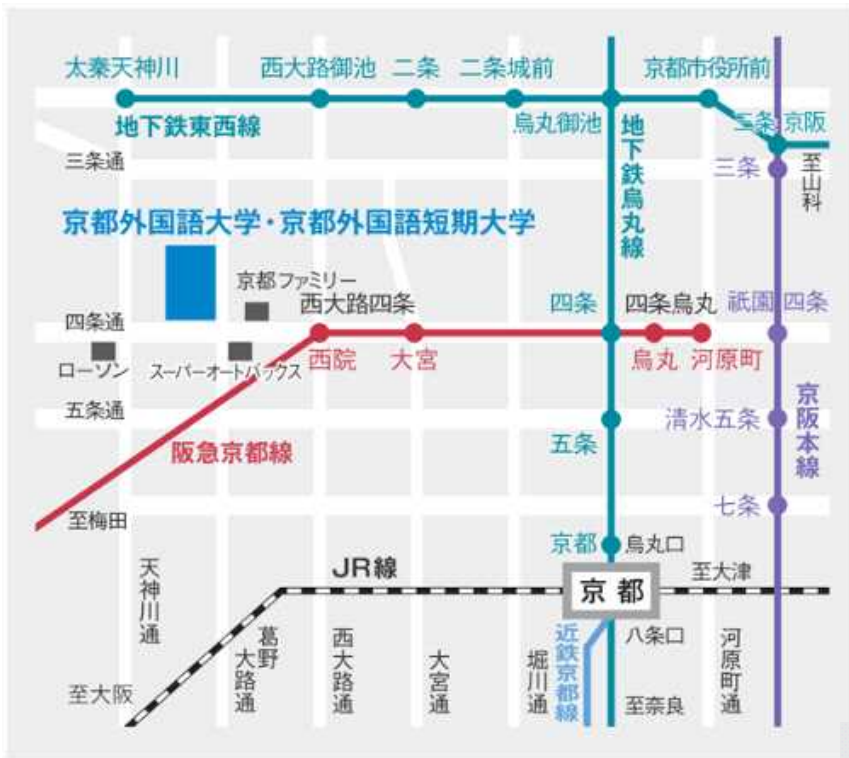 太秦天神川
西大路御池
二条
二条城前
京都市役所前
地下鉄東西線
烏丸御池
三条 京阪
地下鉄烏丸線
三条通
三条
至山科
京都外国語大学・京都外国語短期大学
京都ファミリー
西大路四条
四条
四条烏丸
祇園 四条
四条通
ローソン
スーパーオートバックス
西院
大宮
烏丸
河原町
五条通
阪急京都線
五条
清水五条
京阪本線
七条
至梅田
京都
烏丸口
JR線
至大津
京都
天神川通
葛野大路通
西大路通
大宮通
堀川通
近鉄京都線
八条口
河原町通
至大阪
至奈良